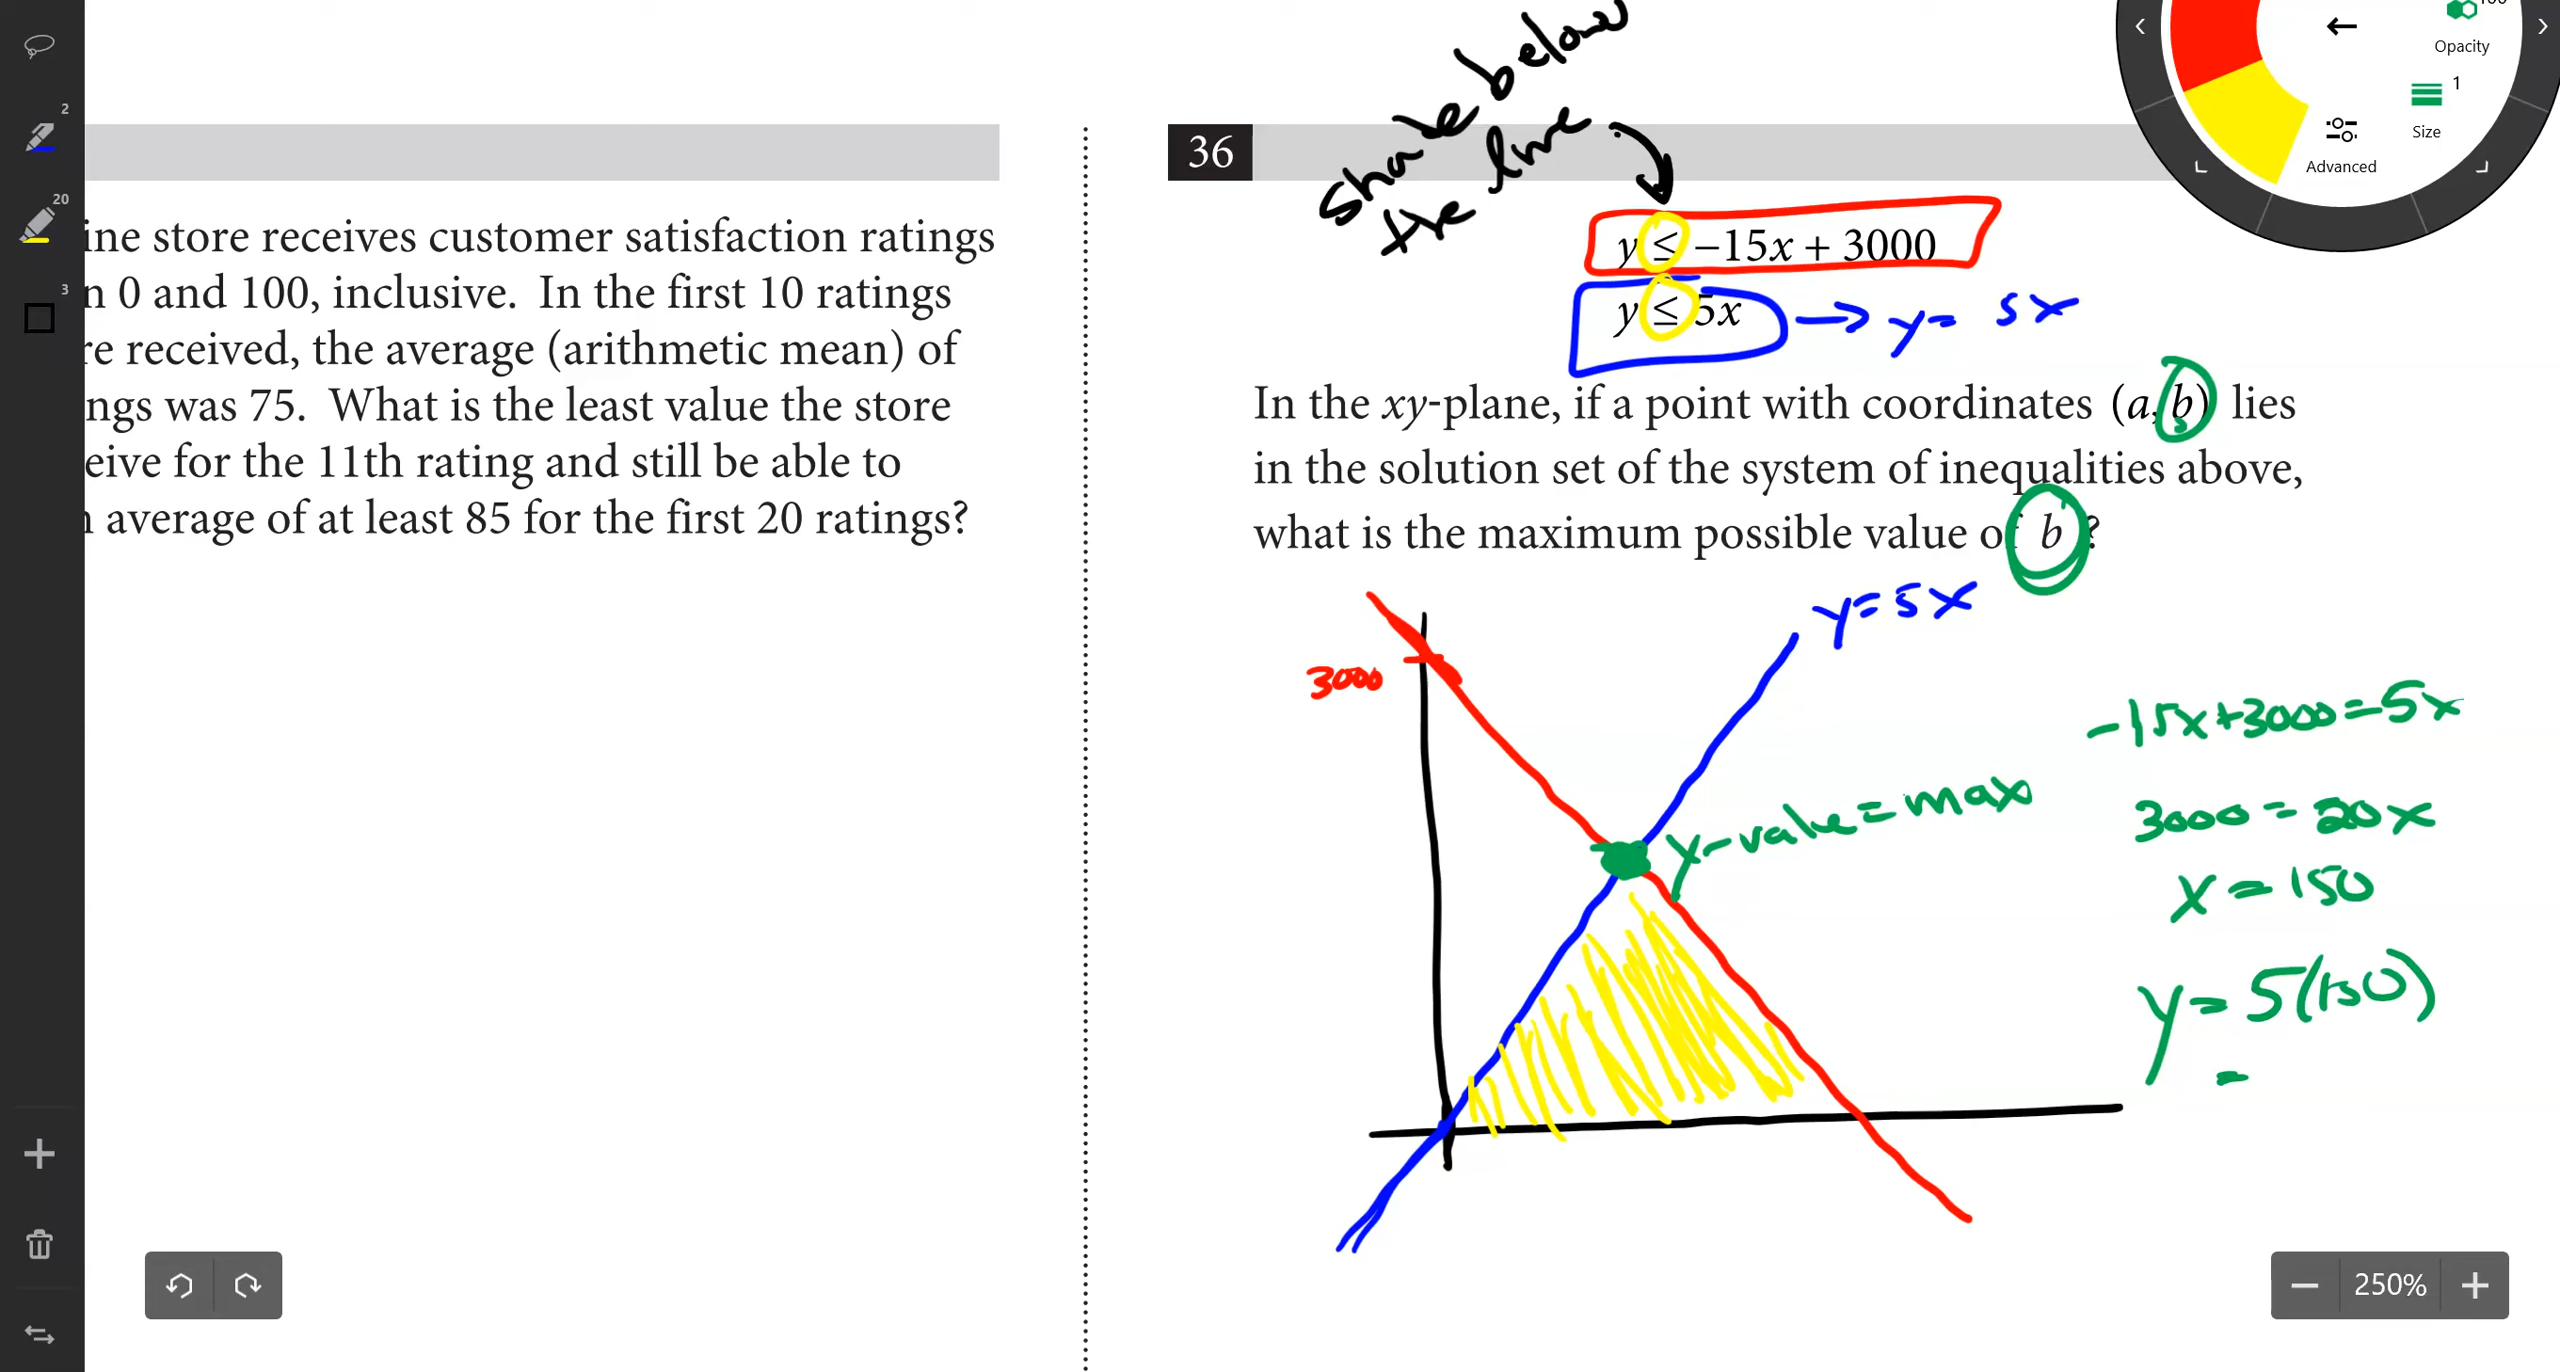 2
20
3
ine store receives customer satisfaction ratings
n 0 and 100, inclusive. In the first 10 ratings
re received, the average (arithmetic mean) of
ngs was 75. What is the least value the store
eive for the 11th rating and still be able to
average of at least 85 for the first 20 ratings?
shade below
the line
36
y ≤ −15x + 3000
y ≤ 5x → y = 5x
In the xy-plane, if a point with coordinates (a, b) lies
in the solution set of the system of inequalities above,
what is the maximum possible value of b ?
y=5x
3000
y-value=max
-15x+3000=5x
3000=20x
x=150
y=5(150)
=
Opacity
1
Size
Advanced
250%